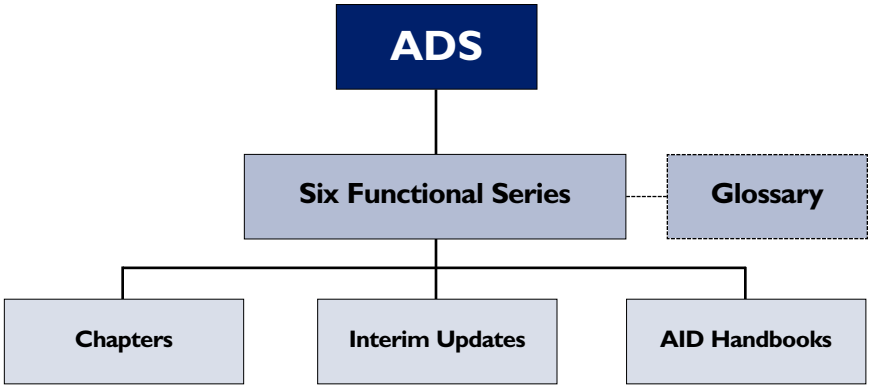 ADS
Six Functional Series
Glossary
Chapters
Interim Updates
AID Handbooks